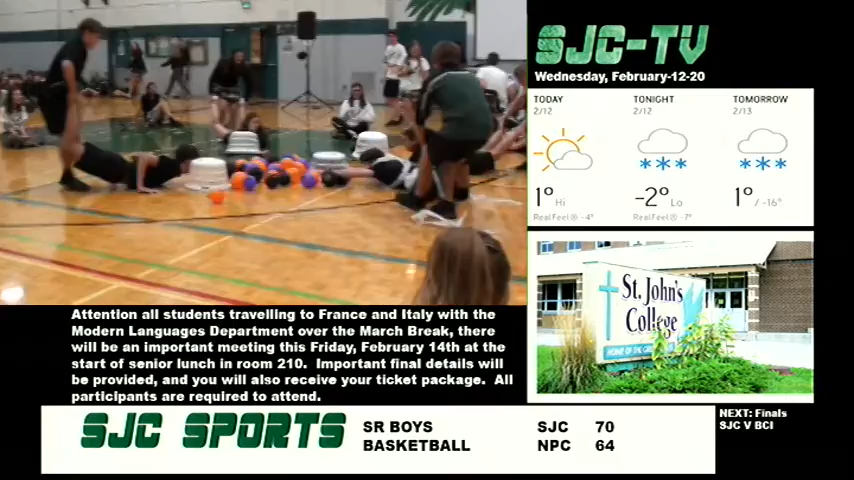 SJC-TV
Wednesday, February-12-20
TODAY
2/12
1° Hi
RealFeel® -4°
TONIGHT
2/12
-2° Lo
RealFeel® -7°
TOMORROW
2/13
1° / -16°
St. John's
College
HOME OF THE
Attention all students travelling to France and Italy with the
Modern Languages Department over the March Break, there
will be an important meeting this Friday, February 14th at the
start of senior lunch in room 210. Important final details will
be provided, and you will also receive your ticket package. All
participants are required to attend.
SJC SPORTS
SR BOYS
BASKETBALL
SJC 70
NPC 64
NEXT: Finals
SJC V BCI